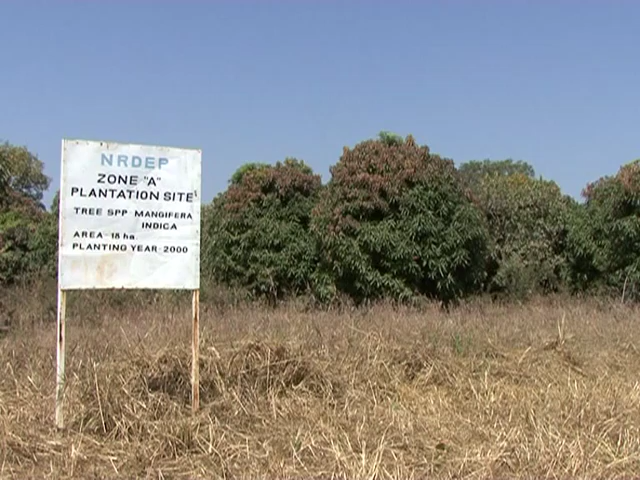 NRDEP
ZONE "A"
PLANTATION SITE
TREE SPP MANGIFERA
INDICA
AREA - 18 ha
PLANTING YEAR - 2000